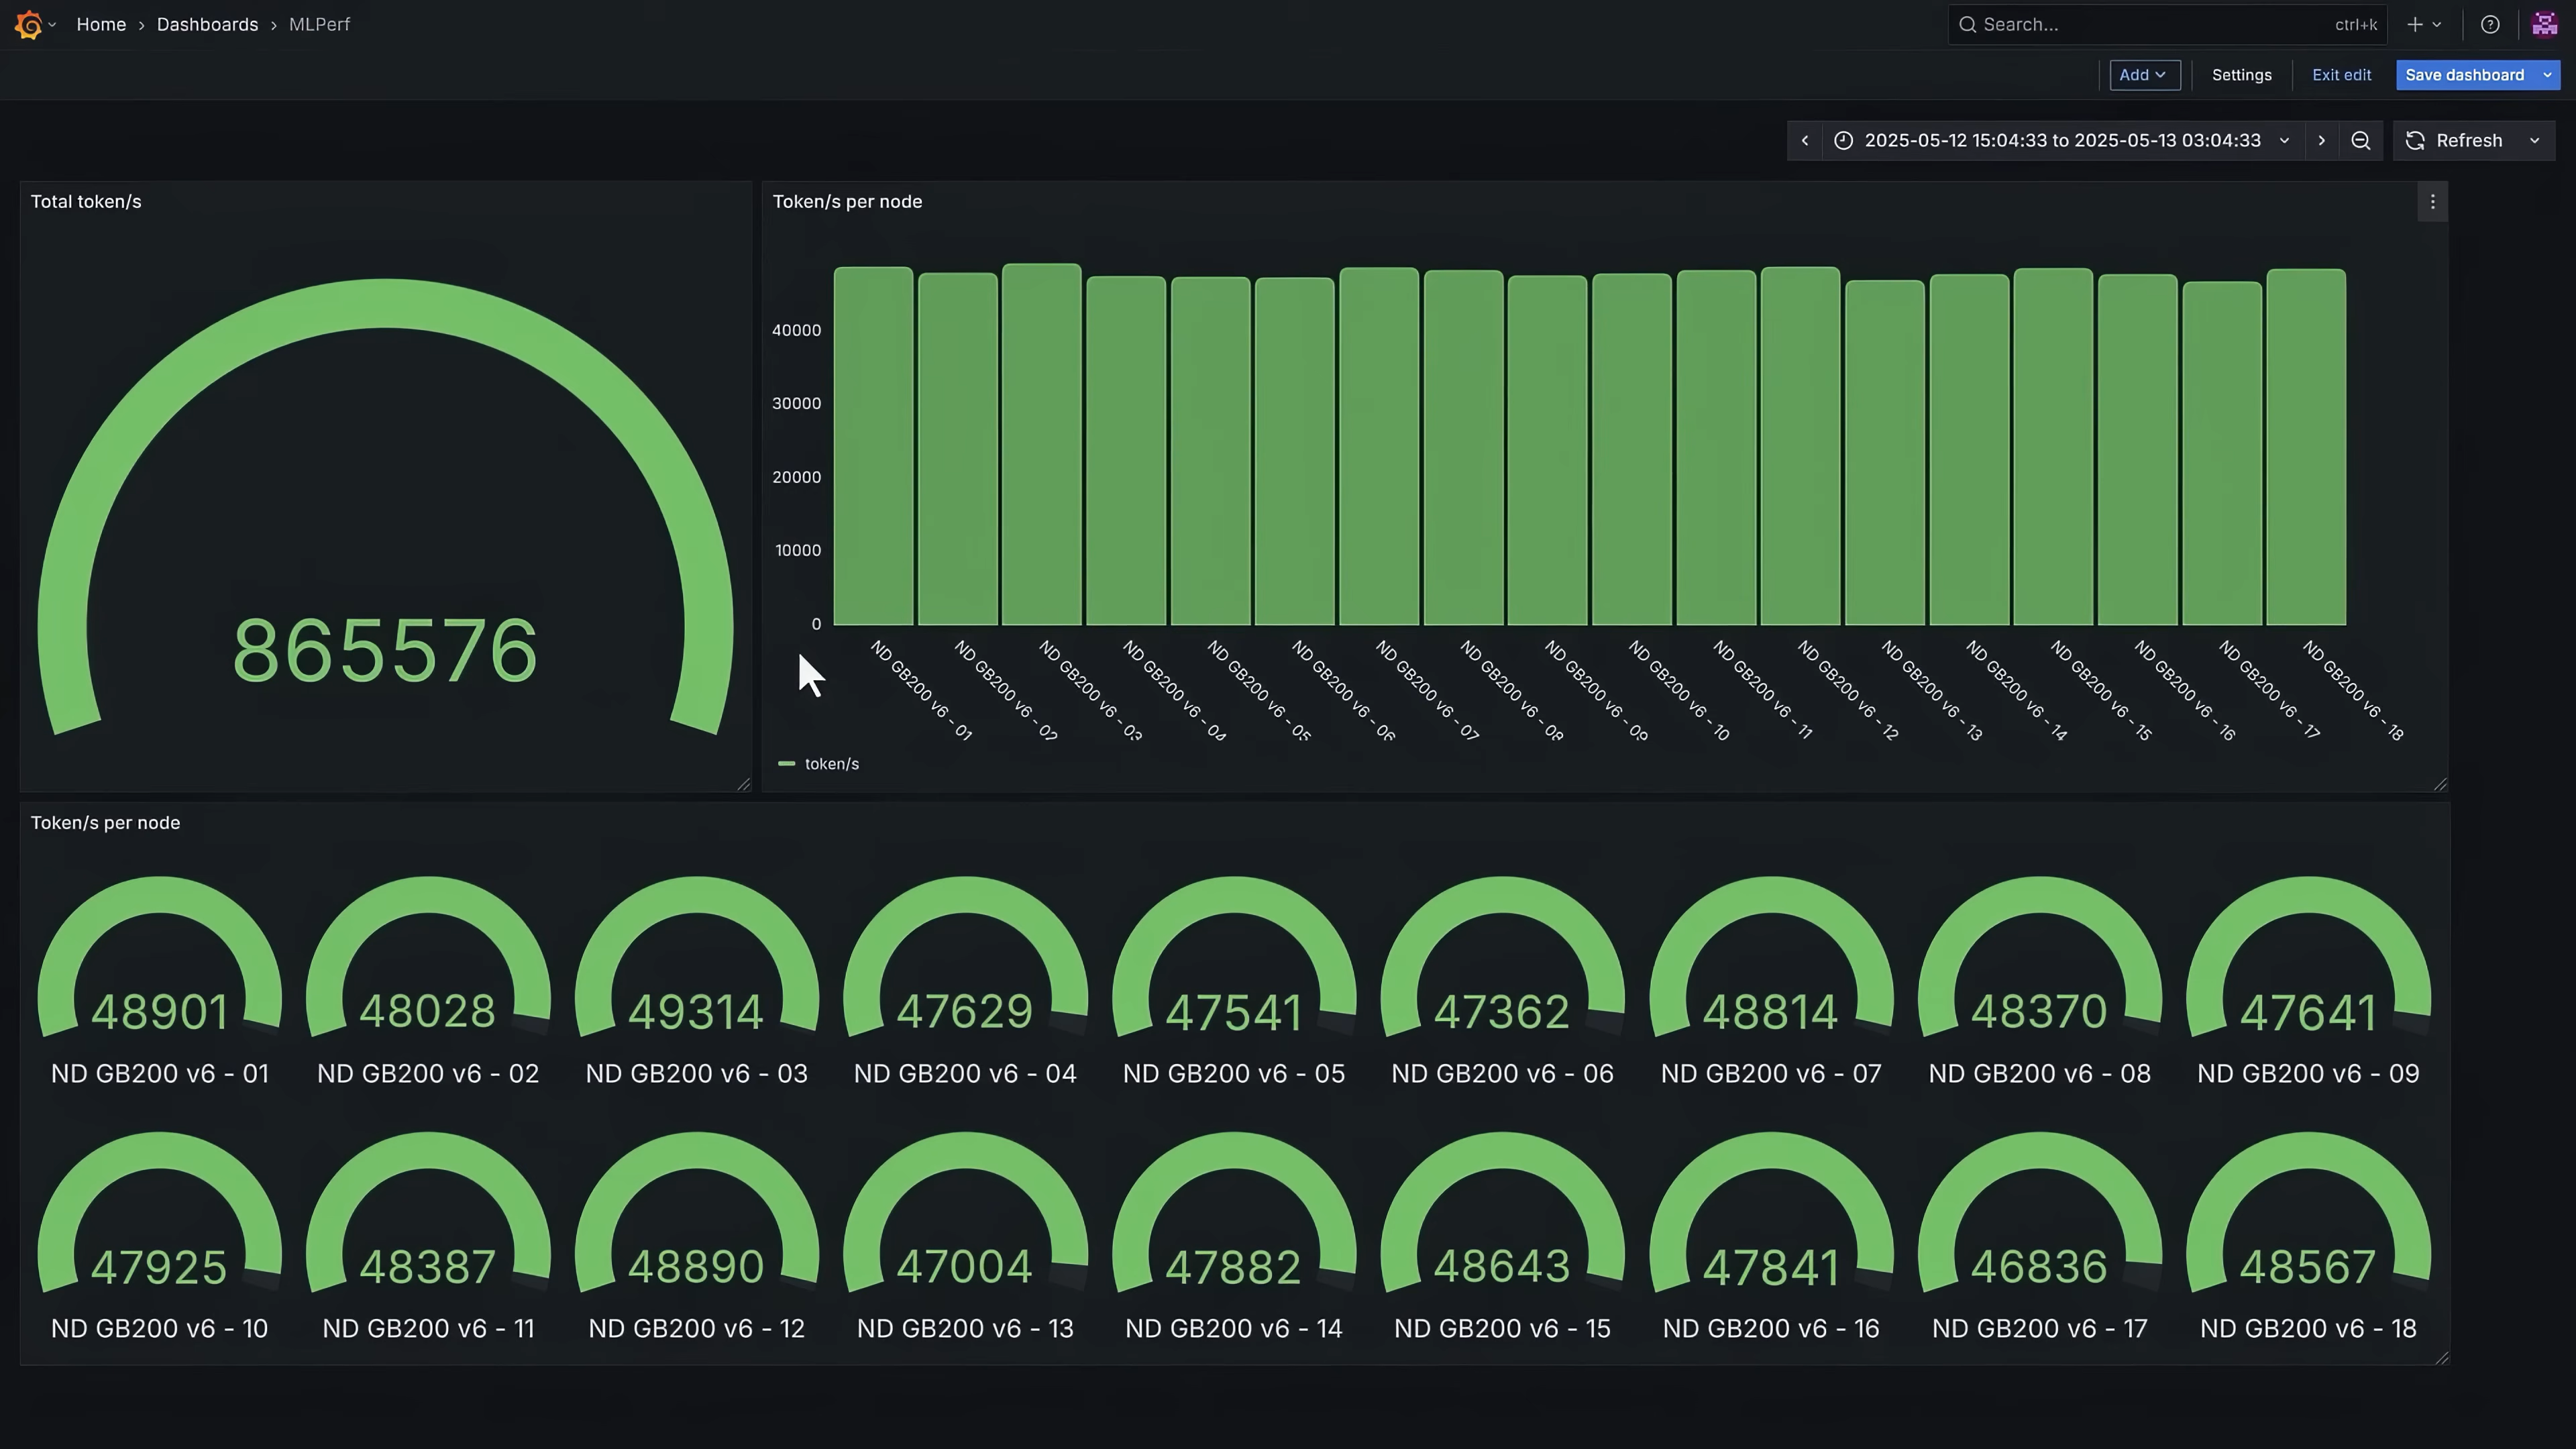 Home › Dashboards › MLPerf
Search... ctrl+k
Add Settings Exit edit Save dashboard
2025-05-12 15:04:33 to 2025-05-13 03:04:33 Refresh
Total token/s
865576
Token/s per node
40000
30000
20000
10000
0
ND GB200 v6 - 01
ND GB200 v6 - 02
ND GB200 v6 - 03
ND GB200 v6 - 04
ND GB200 v6 - 05
ND GB200 v6 - 06
ND GB200 v6 - 07
ND GB200 v6 - 08
ND GB200 v6 - 09
ND GB200 v6 - 10
ND GB200 v6 - 11
ND GB200 v6 - 12
ND GB200 v6 - 13
ND GB200 v6 - 14
ND GB200 v6 - 15
ND GB200 v6 - 16
ND GB200 v6 - 17
ND GB200 v6 - 18
token/s
Token/s per node
48901 48028 49314 47629 47541 47362 48814 48370 47641
ND GB200 v6 - 01 ND GB200 v6 - 02 ND GB200 v6 - 03 ND GB200 v6 - 04 ND GB200 v6 - 05 ND GB200 v6 - 06 ND GB200 v6 - 07 ND GB200 v6 - 08 ND GB200 v6 - 09
47925 48387 48890 47004 47882 48643 47841 46836 48567
ND GB200 v6 - 10 ND GB200 v6 - 11 ND GB200 v6 - 12 ND GB200 v6 - 13 ND GB200 v6 - 14 ND GB200 v6 - 15 ND GB200 v6 - 16 ND GB200 v6 - 17 ND GB200 v6 - 18